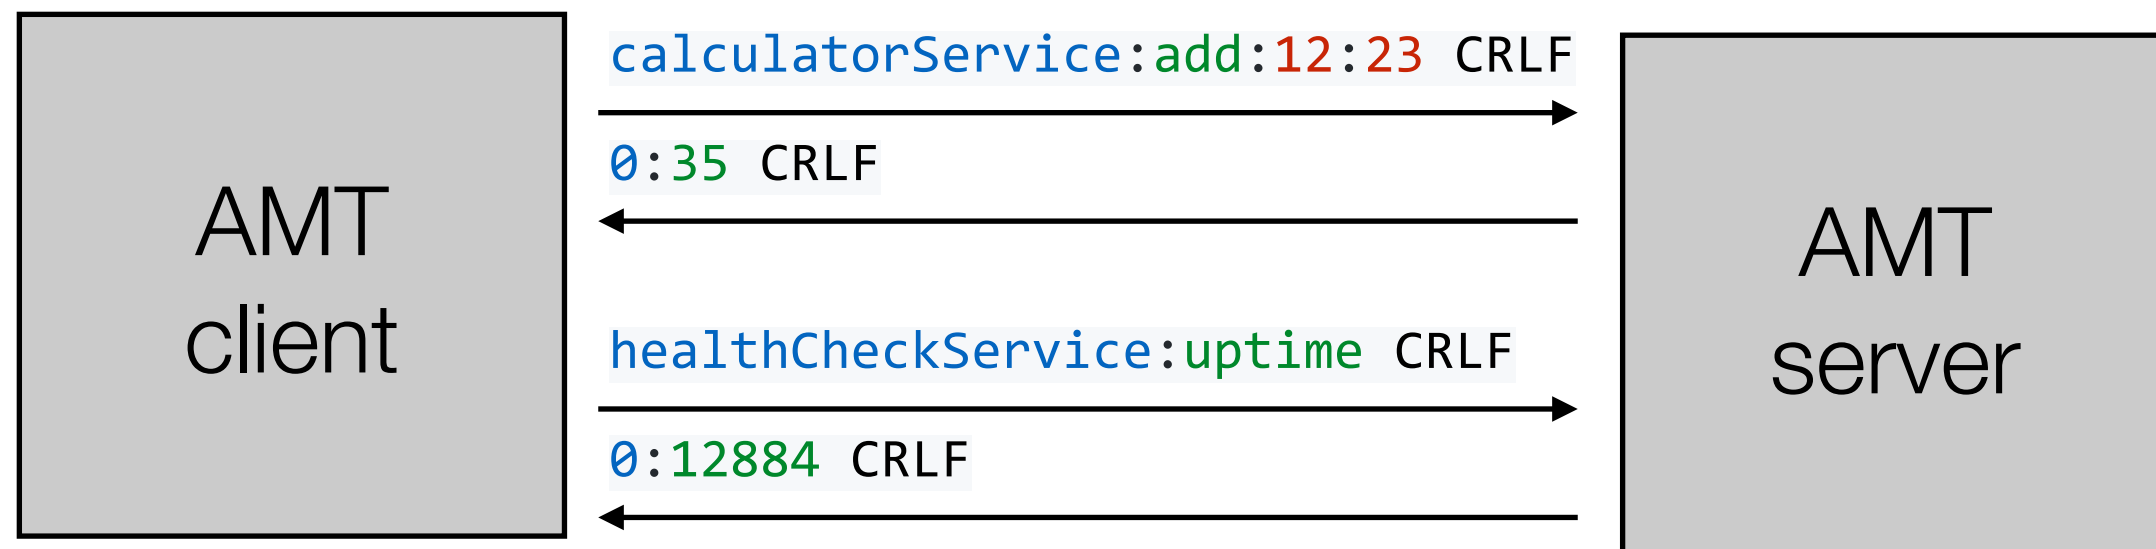 AMT
client
calculatorService:add:12:23 CRLF
0:35 CRLF
healthCheckService:uptime CRLF
0:12884 CRLF
AMT
server